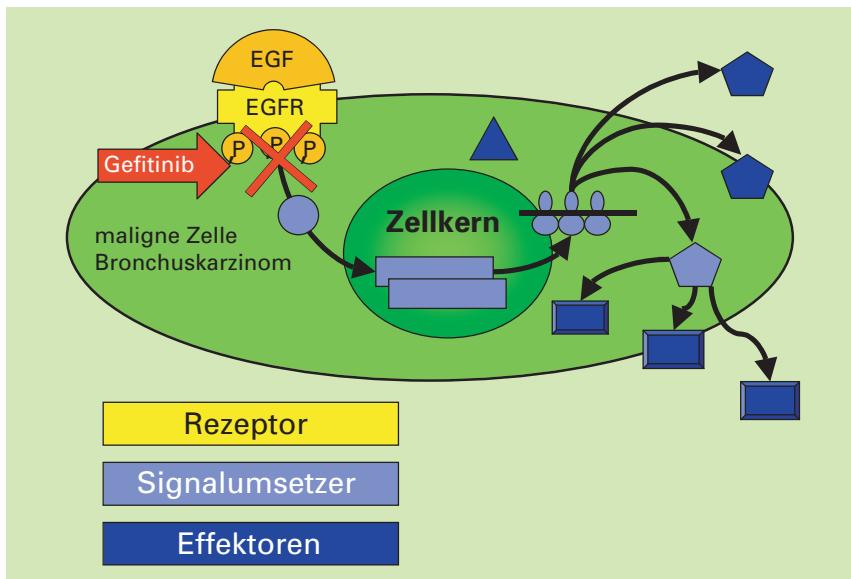 EGF
EGFR
P P P
Gefitinib
maligne Zelle
Bronchuskarzinom
Zellkern
Rezeptor
Signalumsetzer
Effektoren